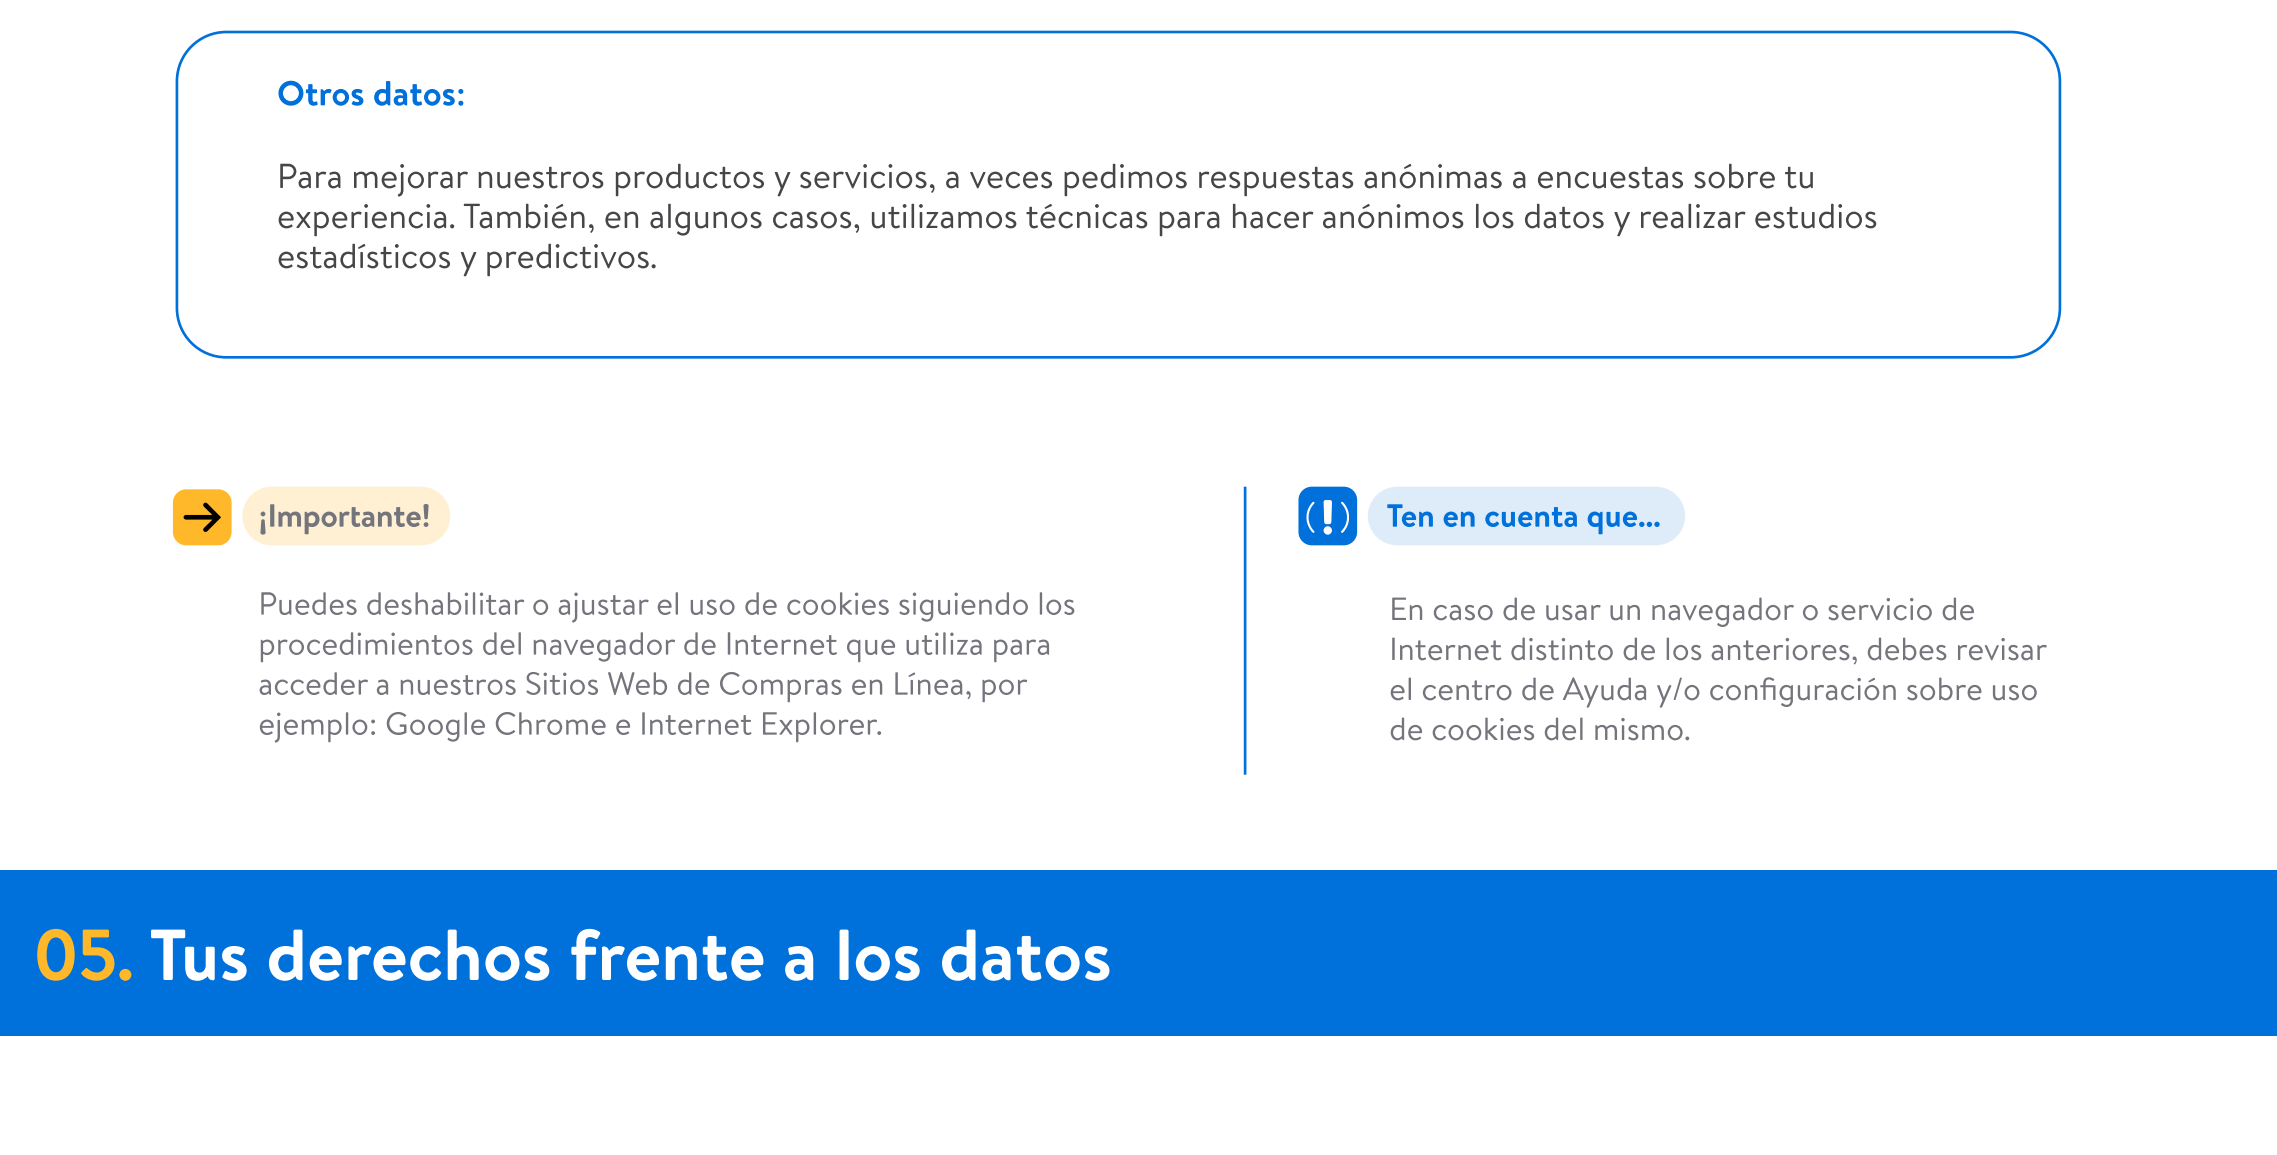 Otros datos:
Para mejorar nuestros productos y servicios, a veces pedimos respuestas anónimas a encuestas sobre tu
experiencia. También, en algunos casos, utilizamos técnicas para hacer anónimos los datos y realizar estudios
estadísticos y predictivos.
¡Importante!
Puedes deshabilitar o ajustar el uso de cookies siguiendo los
procedimientos del navegador de Internet que utiliza para
acceder a nuestros Sitios Web de Compras en Línea, por
ejemplo: Google Chrome e Internet Explorer.
(!) Ten en cuenta que...
En caso de usar un navegador o servicio de
Internet distinto de los anteriores, debes revisar
el centro de Ayuda y/o configuración sobre uso
de cookies del mismo.
05. Tus derechos frente a los datos